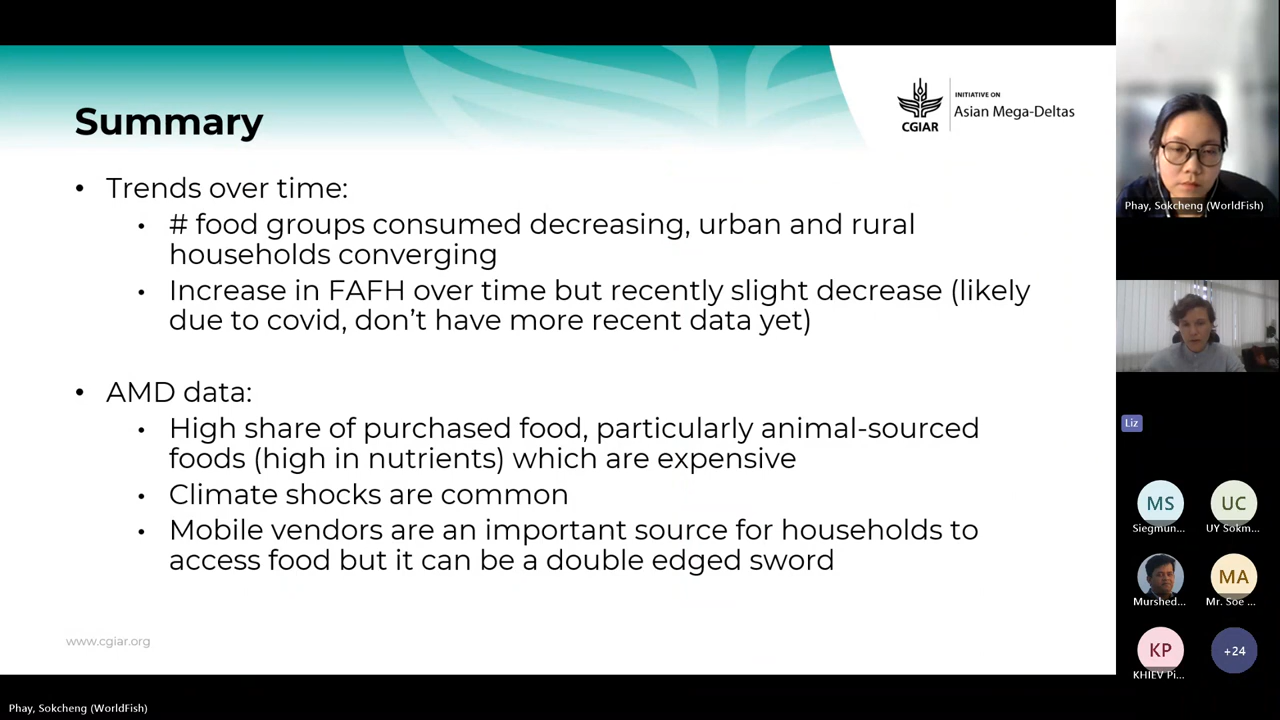 Summary
INITIATIVE ON
Asian Mega-Deltas
CGIAR
• Trends over time:
• # food groups consumed decreasing, urban and rural
households converging
• Increase in FAFH over time but recently slight decrease (likely
due to covid, don’t have more recent data yet)
• AMD data:
• High share of purchased food, particularly animal-sourced
foods (high in nutrients) which are expensive
• Climate shocks are common
• Mobile vendors are an important source for households to
access food but it can be a double edged sword
www.cgiar.org
Phay, Sokcheng (WorldFish)
Phay, Sokcheng (WorldFish)
Liz
MS
Siegmun...
UC
UY Sokm...
Murshed...
MA
Mr. Soe ...
KP
KHIEV Pi...
+24